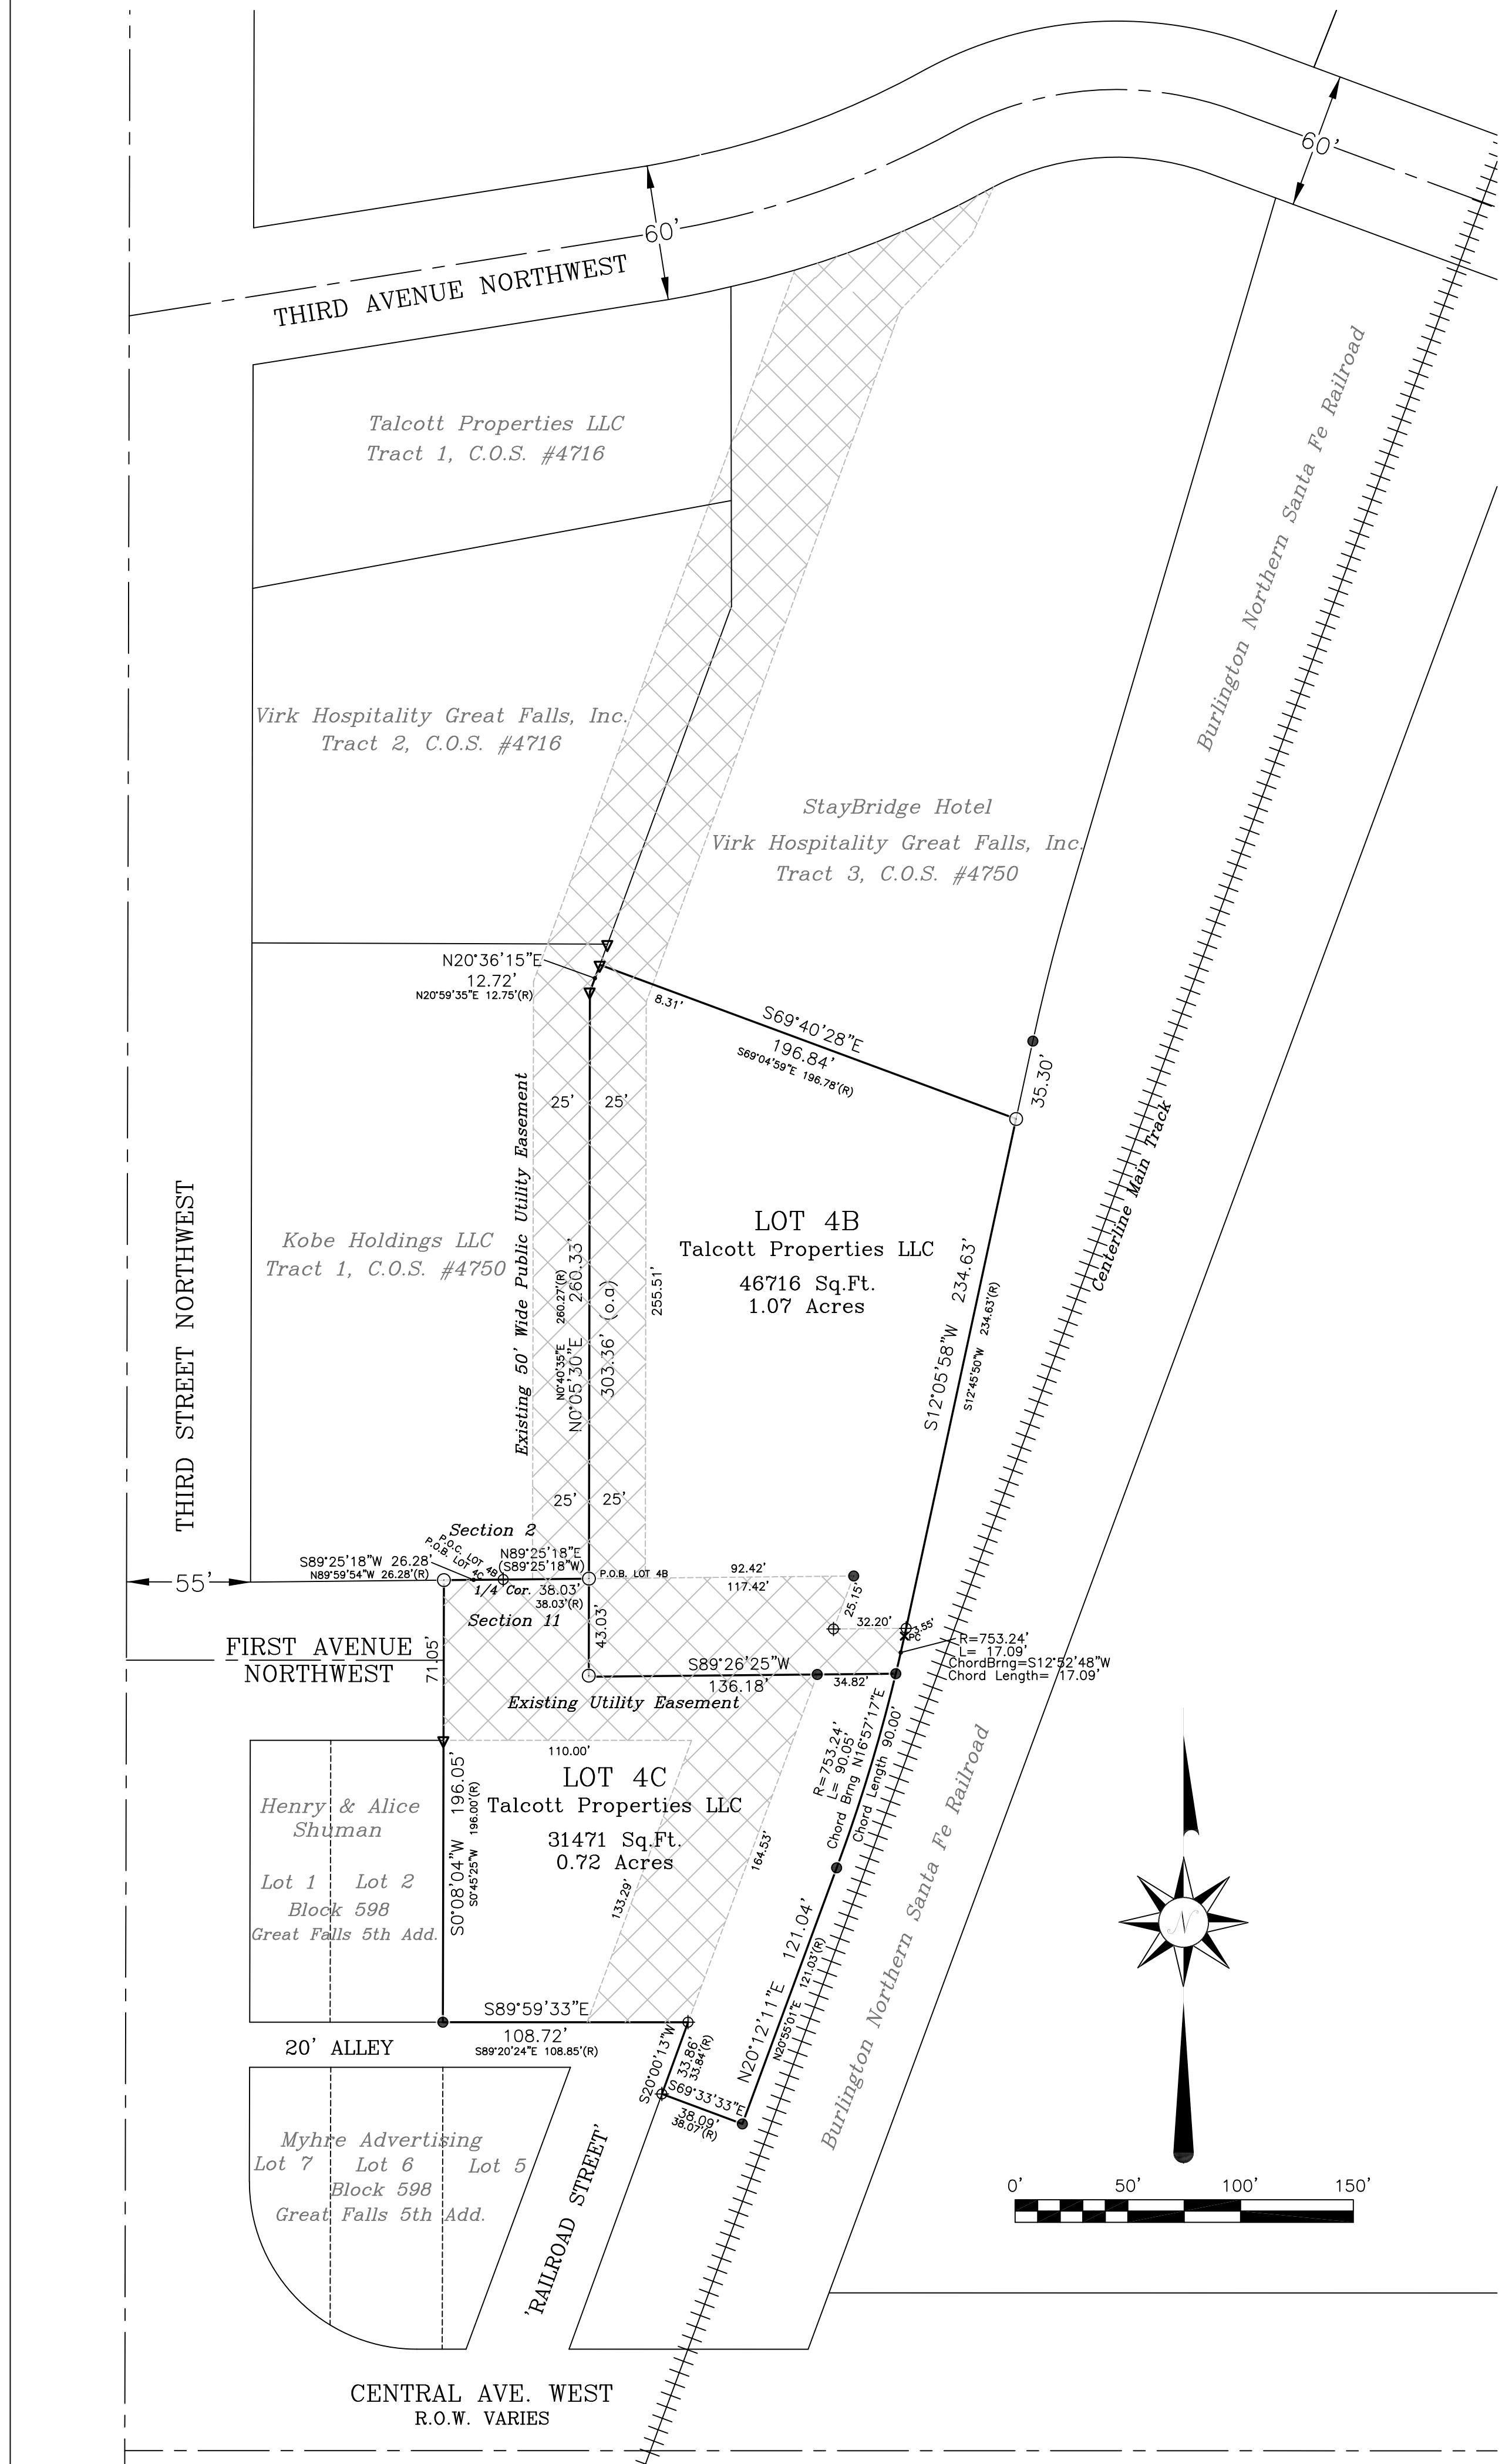 60'
60'
THIRD AVENUE NORTHWEST
Talcott Properties LLC
Tract 1, C.O.S. #4716
Burlington Northern Santa Fe Railroad
Virk Hospitality Great Falls, Inc.
Tract 2, C.O.S. #4716
StayBridge Hotel
Virk Hospitality Great Falls, Inc.
Tract 3, C.O.S. #4750
N20°36'15"E
12.72'
N20°59'35"E 12.75'(R)
8.31'
S69°40'28"E
196.84'
S69°04'59"E 196.78'(R)
35.30'
25' 25'
Existing 50' Wide Public Utility Easement
Centerline Main Track
THIRD STREET NORTHWEST
Kobe Holdings LLC
Tract 1, C.O.S. #4750
N0°05'30"E 260.33'
N0°40'35"E 260.27'(R)
303.36' (o.a)
255.51'
LOT 4B
Talcott Properties LLC
46716 Sq.Ft.
1.07 Acres
S12°05'58"W 234.63'
S12°45'50"W 234.63'(R)
25' 25'
Section 2
P.O.C. LOT 4B
P.O.B. LOT 4C
N89°25'18"E
(S89°25'18"W)
S89°25'18"W 26.28'
N89°59'54"W 26.28'(R)
P.O.B. LOT 4B
55'
1/4 Cor. 38.03'
38.03'(R)
Section 11
92.42'
117.42'
25.15'
32.20'
3.55'
PC
R=753.24'
L= 17.09'
ChordBrng=S12°52'48"W
Chord Length= 17.09'
FIRST AVENUE
NORTHWEST
71.05'
43.03'
S89°26'25"W
136.18'
34.82'
Existing Utility Easement
110.00'
R=753.24'
L= 90.05'
Chord Brng N16°57'17"E
Chord Length 90.00'
LOT 4C
Talcott Properties LLC
31471 Sq.Ft.
0.72 Acres
Henry & Alice
Shuman
Lot 1 Lot 2
Block 598
Great Falls 5th Add.
S0°08'04"W 196.05'
S0°45'25"W 196.00'(R)
133.29'
164.53'
Burlington Northern Santa Fe Railroad
N
S89°59'33"E
108.72'
S89°20'24"E 108.85'(R)
20' ALLEY
N20°12'11"E 121.04'
N20°55'01"E 121.03'(R)
S20°00'13"W
33.86'
33.84'(R)
S69°33'33"E
38.09'
38.07'(R)
Myhre Advertising
Lot 7 Lot 6 Lot 5
Block 598
Great Falls 5th Add.
'RAILROAD STREET'
0' 50' 100' 150'
CENTRAL AVE. WEST
R.O.W. VARIES